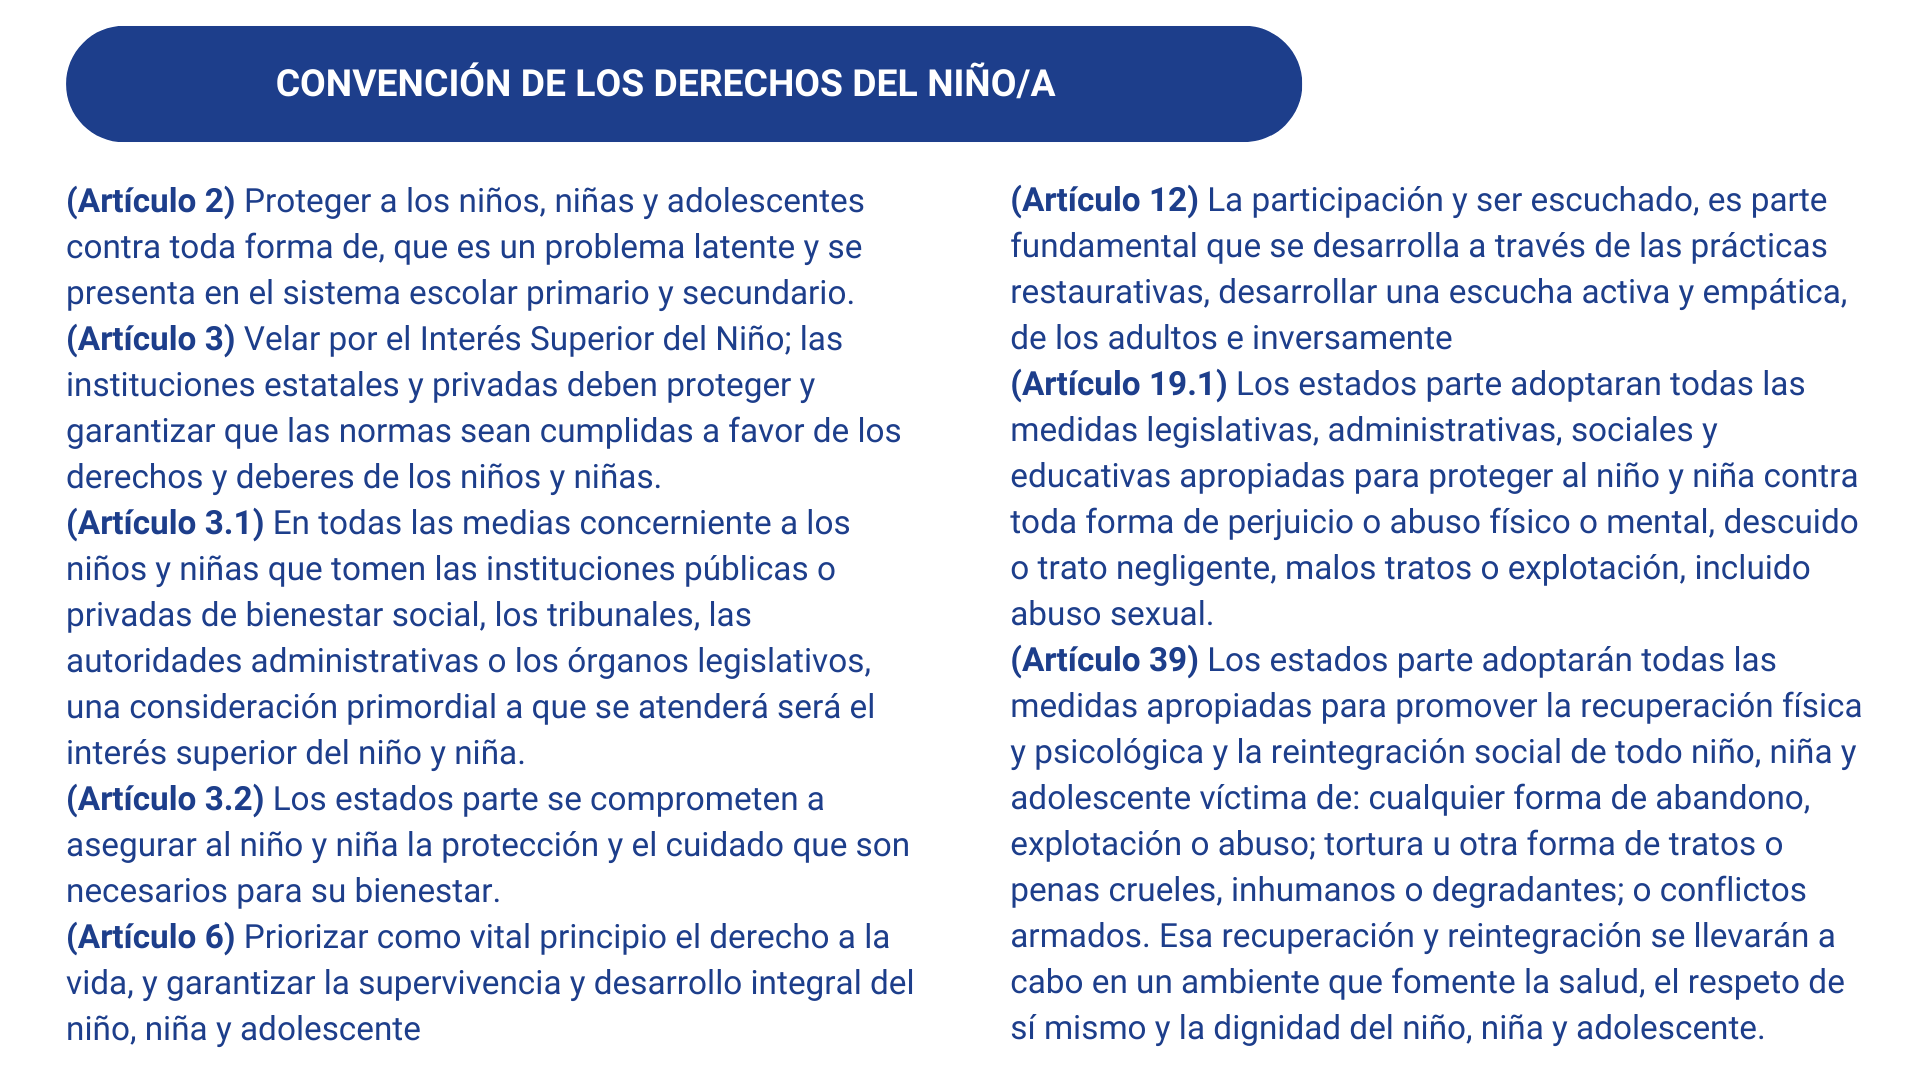 CONVENCIÓN DE LOS DERECHOS DEL NIÑO/A
(Artículo 2) Proteger a los niños, niñas y adolescentes
contra toda forma de, que es un problema latente y se
presenta en el sistema escolar primario y secundario.
(Artículo 3) Velar por el Interés Superior del Niño; las
instituciones estatales y privadas deben proteger y
garantizar que las normas sean cumplidas a favor de los
derechos y deberes de los niños y niñas.
(Artículo 3.1) En todas las medias concerniente a los
niños y niñas que tomen las instituciones públicas o
privadas de bienestar social, los tribunales, las
autoridades administrativas o los órganos legislativos,
una consideración primordial a que se atenderá será el
interés superior del niño y niña.
(Artículo 3.2) Los estados parte se comprometen a
asegurar al niño y niña la protección y el cuidado que son
necesarios para su bienestar.
(Artículo 6) Priorizar como vital principio el derecho a la
vida, y garantizar la supervivencia y desarrollo integral del
niño, niña y adolescente
(Artículo 12) La participación y ser escuchado, es parte
fundamental que se desarrolla a través de las prácticas
restaurativas, desarrollar una escucha activa y empática,
de los adultos e inversamente
(Artículo 19.1) Los estados parte adoptaran todas las
medidas legislativas, administrativas, sociales y
educativas apropiadas para proteger al niño y niña contra
toda forma de perjuicio o abuso físico o mental, descuido
o trato negligente, malos tratos o explotación, incluido
abuso sexual.
(Artículo 39) Los estados parte adoptarán todas las
medidas apropiadas para promover la recuperación física
y psicológica y la reintegración social de todo niño, niña y
adolescente víctima de: cualquier forma de abandono,
explotación o abuso; tortura u otra forma de tratos o
penas crueles, inhumanos o degradantes; o conflictos
armados. Esa recuperación y reintegración se llevarán a
cabo en un ambiente que fomente la salud, el respeto de
sí mismo y la dignidad del niño, niña y adolescente.